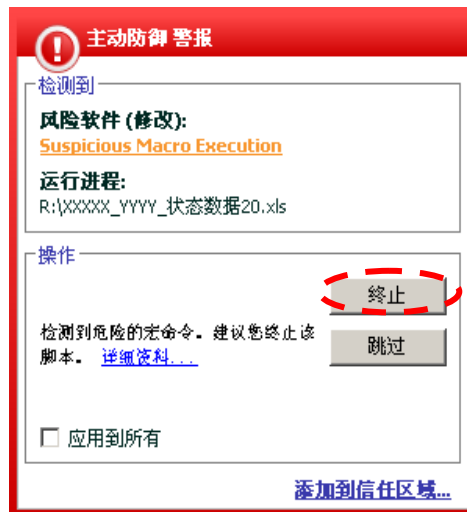 主动防御 警报
检测到
风险软件 (修改):
Suspicious Macro Execution
运行进程:
R:\XXXXX_YYYY_状态数据20.xls
操作
终止
检测到危险的宏命令。建议您终止该
脚本。 详细资料...
跳过
应用到所有
添加到信任区域...